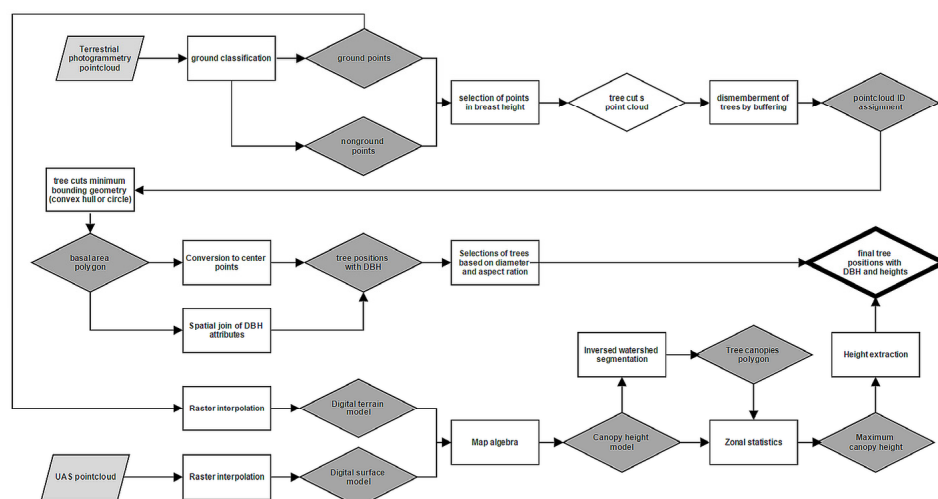 Terrestrial
photogrammetry
pointcloud
ground classification
ground points
nonground
points
selection of points
in breast height
tree cut s
point cloud
dismemberment of
trees by buffering
pointcloud ID
assignment
tree cuts minimum
bounding geometry
(convex hull or circle)
basal area
polygon
Conversion to center
points
tree positions
with DBH
Selections of trees
based on diameter
and aspect ration
final tree
positions with
DBH and heights
Spatial join of DBH
attributes
Inversed watershed
segmentation
Tree canopies
polygon
Height extraction
Raster interpolation
Digital terrain
model
Map algebra
Canopy height
model
Zonal statistics
Maximum
canopy height
UAS pointcloud
Raster interpolation
Digital surface
model